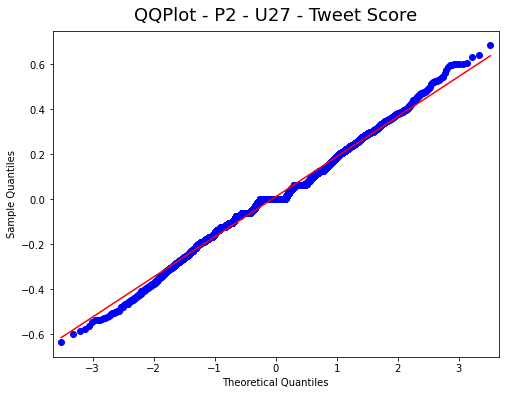 QQPlot - P2 - U27 - Tweet Score
Sample Quantiles
0.6
0.4
0.2
0.0
−0.2
−0.4
−0.6
−3 −2 −1 0 1 2 3
Theoretical Quantiles